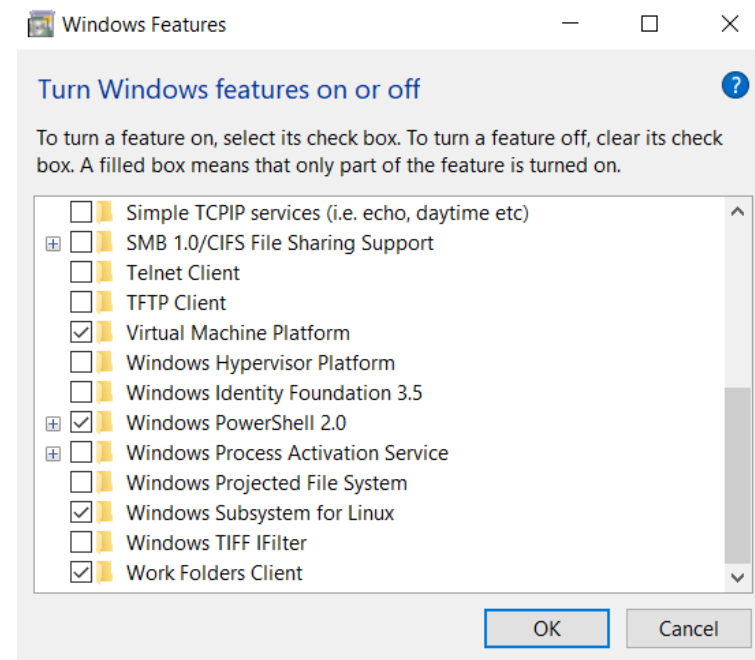 Windows Features
Turn Windows features on or off
?
To turn a feature on, select its check box. To turn a feature off, clear its check
box. A filled box means that only part of the feature is turned on.
Simple TCPIP services (i.e. echo, daytime etc)
SMB 1.0/CIFS File Sharing Support
Telnet Client
TFTP Client
Virtual Machine Platform
Windows Hypervisor Platform
Windows Identity Foundation 3.5
Windows PowerShell 2.0
Windows Process Activation Service
Windows Projected File System
Windows Subsystem for Linux
Windows TIFF IFilter
Work Folders Client
OK Cancel